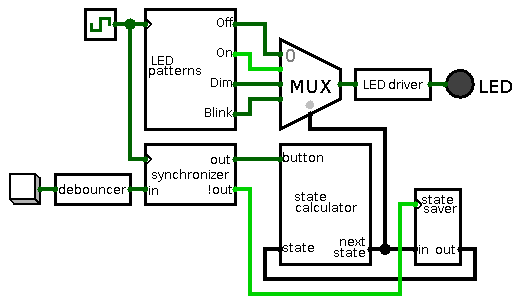 Off
LED
patterns
On
Dim
Blink
0
MUX
LED driver
LED
debouncer
out
synchronizer
in
!out
button
state
calculator
state
next
state
state
saver
in out